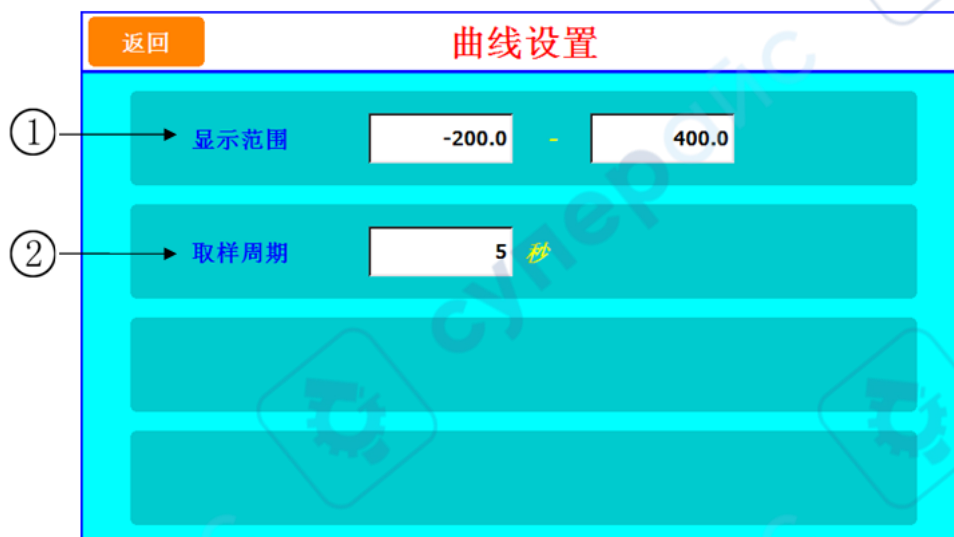 返回
曲线设置
① 显示范围 -200.0 - 400.0
② 取样周期 5 秒
суперайс